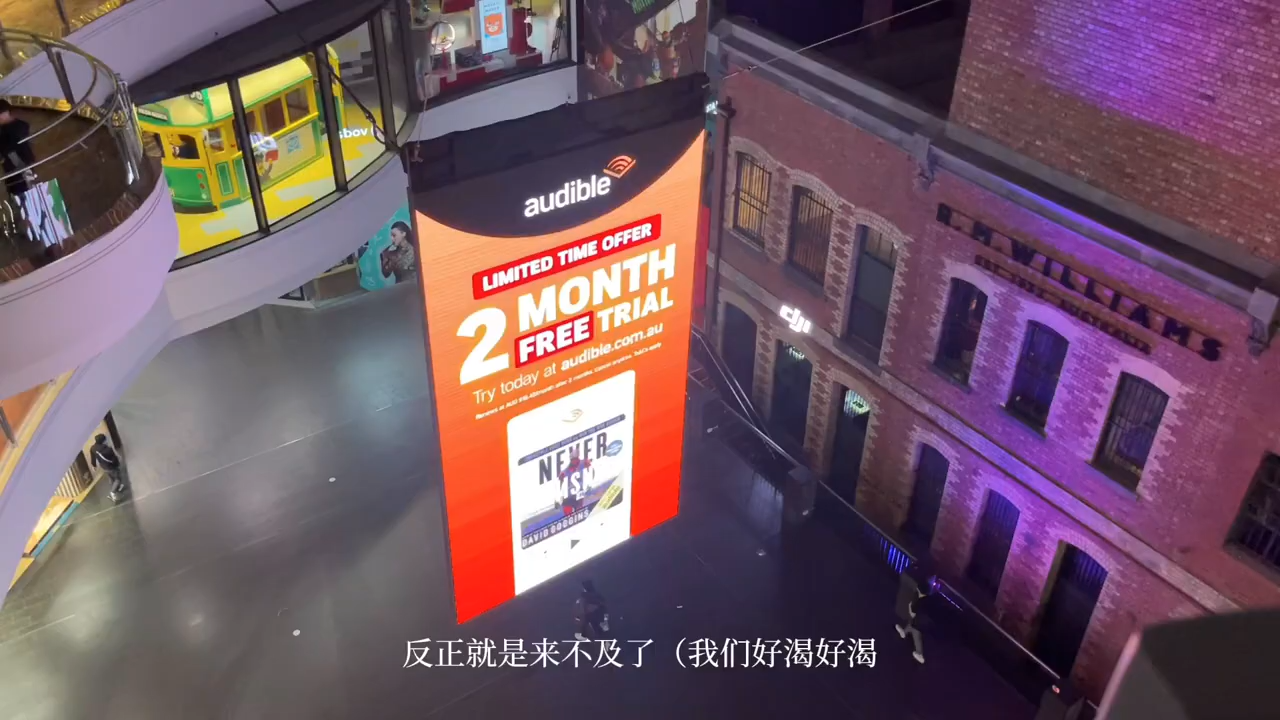 audible
LIMITED TIME OFFER
2 MONTH
FREE TRIAL
Try today at audible.com.au
NEVER
DAVID GOGGINS
dji
WILLIAMS
反正就是来不及了（我们好渴好渴